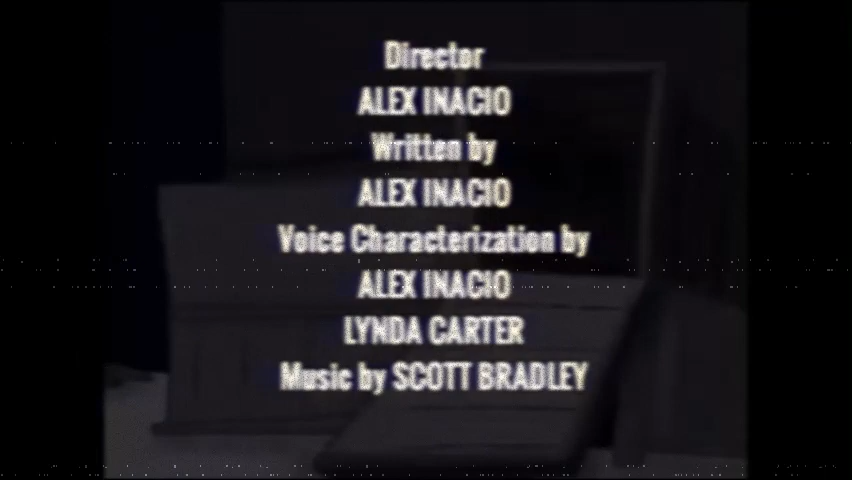 Director
ALEX INACIO
Written by
ALEX INACIO
Voice Characterization by
ALEX INACIO
LYNDA CARTER
Music by SCOTT BRADLEY